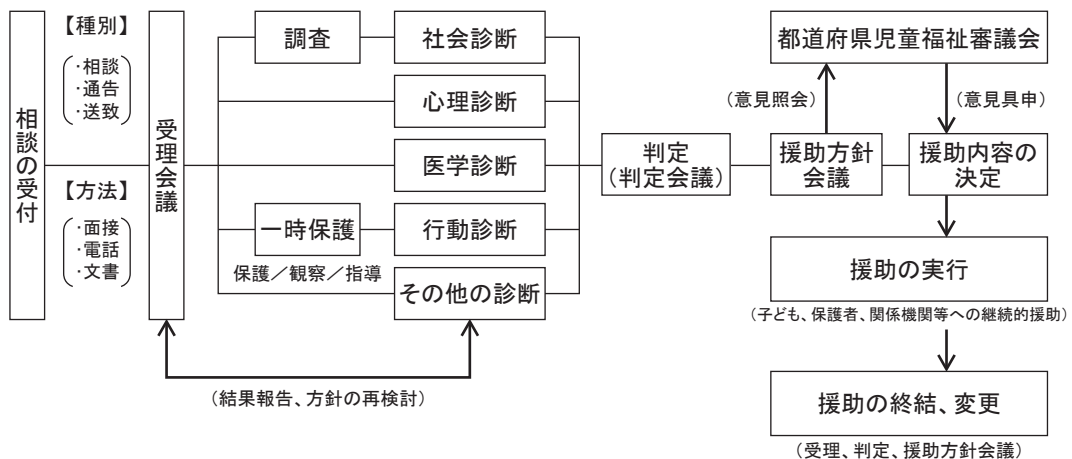 相談の受付
【種別】
・相談
・通告
・送致
【方法】
・面接
・電話
・文書
受理会議
調査
社会診断
心理診断
医学診断
一時保護
行動診断
保護／観察／指導
その他の診断
（結果報告、方針の再検討）
判定
（判定会議）
都道府県児童福祉審議会
（意見照会）
（意見具申）
援助方針
会議
援助内容の
決定
援助の実行
（子ども、保護者、関係機関等への継続的援助）
援助の終結、変更
（受理、判定、援助方針会議）